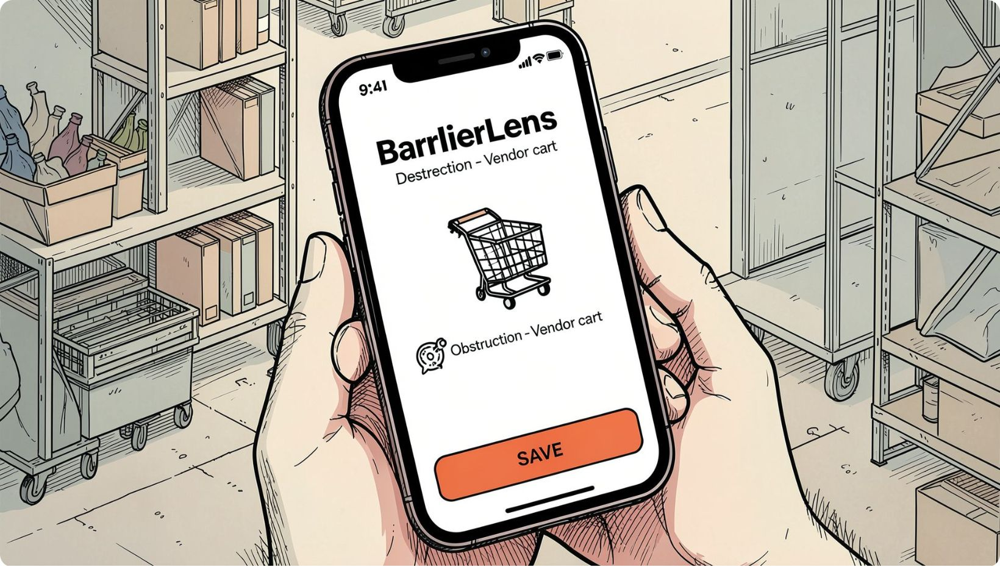 9:41
BarrlierLens
Destrection - Vendor cart
Obstruction - Vendor cart
SAVE